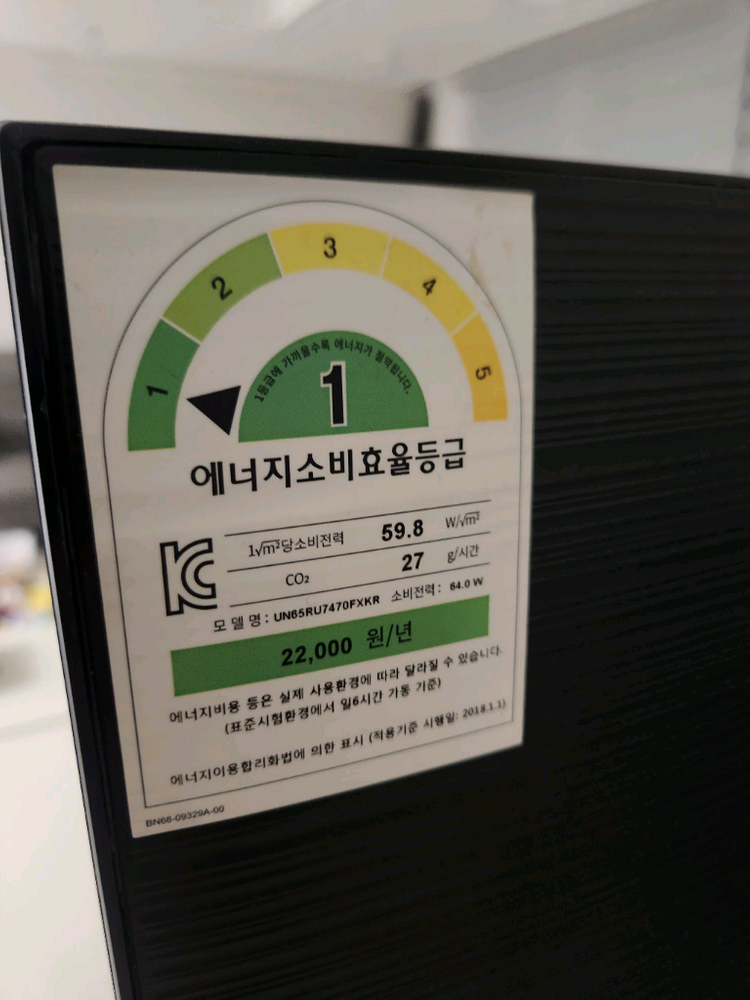 1 2 3 4 5
1등급에 가까울수록 에너지가 절약됩니다.
1
에너지소비효율등급
1√m²당소비전력 59.8 W/√m²
CO₂ 27 g/시간
모 델 명 : UN65RU7470FXKR 소비전력 : 64.0 W
22,000 원/년
에너지비용 등은 실제 사용환경에 따라 달라질 수 있습니다.
(표준시험환경에서 일6시간 가동 기준)
에너지이용합리화법에 의한 표시 (적용기준 시행일: 2018.1.1)
BN68-09329A-00